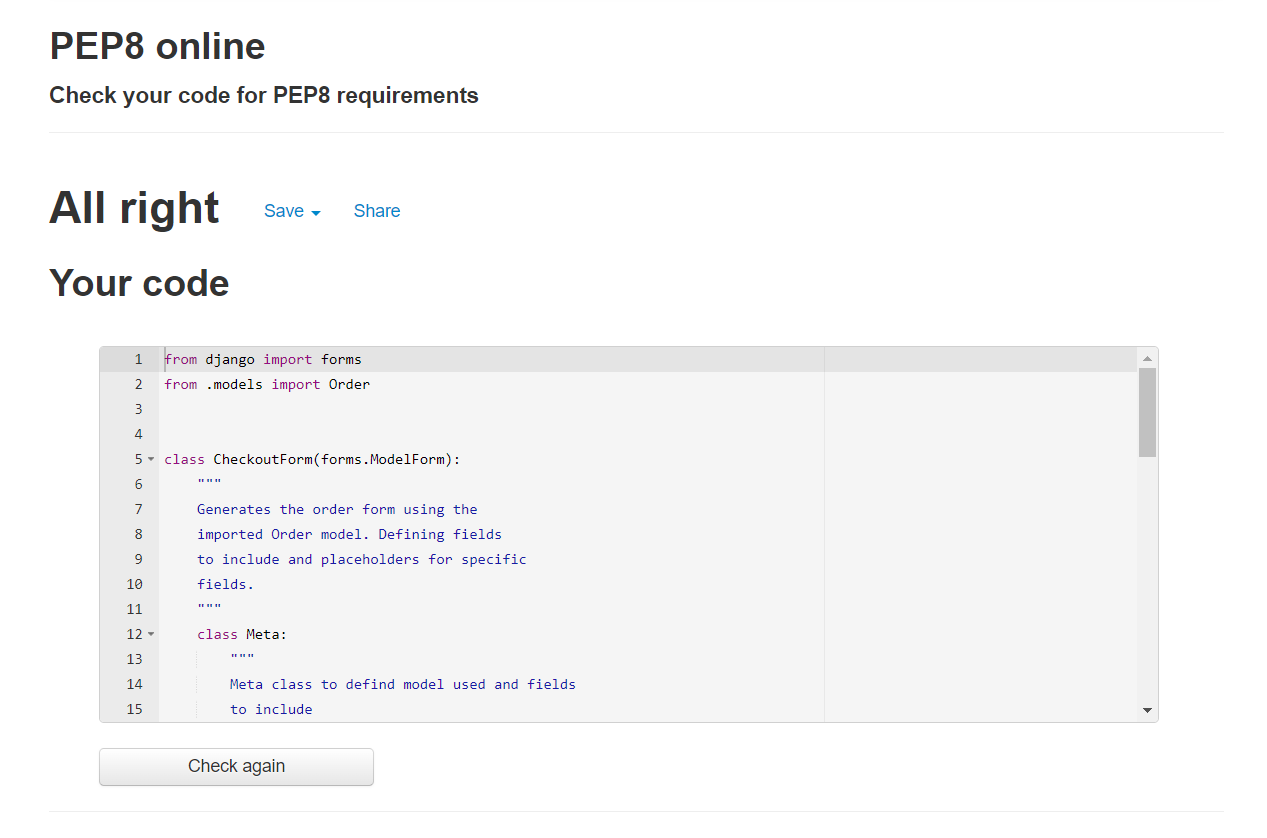 PEP8 online
Check your code for PEP8 requirements
All right Save Share
Your code
1 from django import forms
2 from .models import Order
3
4
5 class CheckoutForm(forms.ModelForm):
6 """
7 Generates the order form using the
8 imported Order model. Defining fields
9 to include and placeholders for specific
10 fields.
11 """
12 class Meta:
13 """
14 Meta class to defind model used and fields
15 to include
Check again